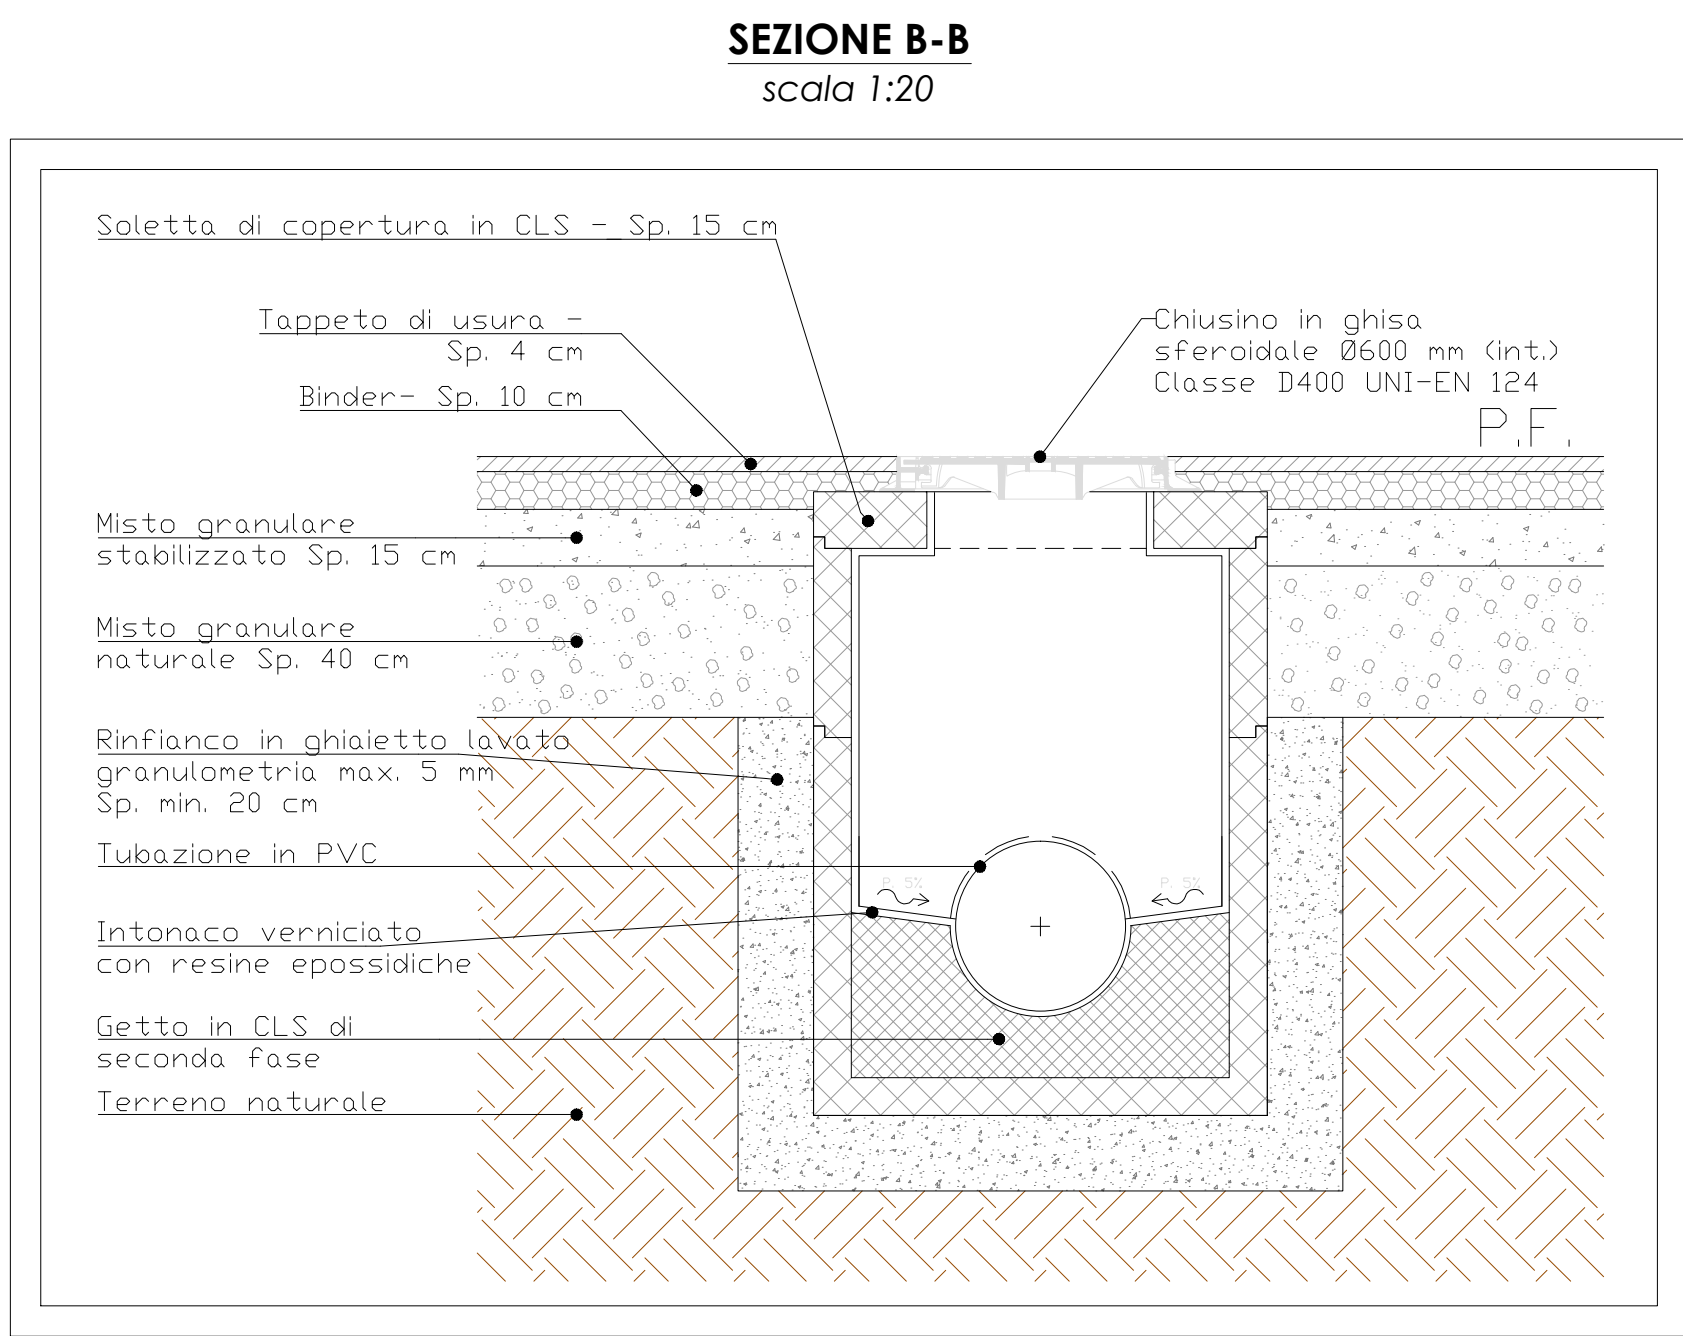 SEZIONE B-B
scala 1:20
Soletta di copertura in CLS - Sp. 15 cm
Tappeto di usura -
Sp. 4 cm
Binder- Sp. 10 cm
Chiusino in ghisa
sferoidale Ø600 mm (int.)
Classe D400 UNI-EN 124
P.F.
Misto granulare
stabilizzato Sp. 15 cm
Misto granulare
naturale Sp. 40 cm
Rinfianco in ghiaietto lavato
granulometria max. 5 mm
Sp. min. 20 cm
Tubazione in PVC
P. 5%
P. 5%
Intonaco verniciato
con resine epossidiche
Getto in CLS di
seconda fase
Terreno naturale